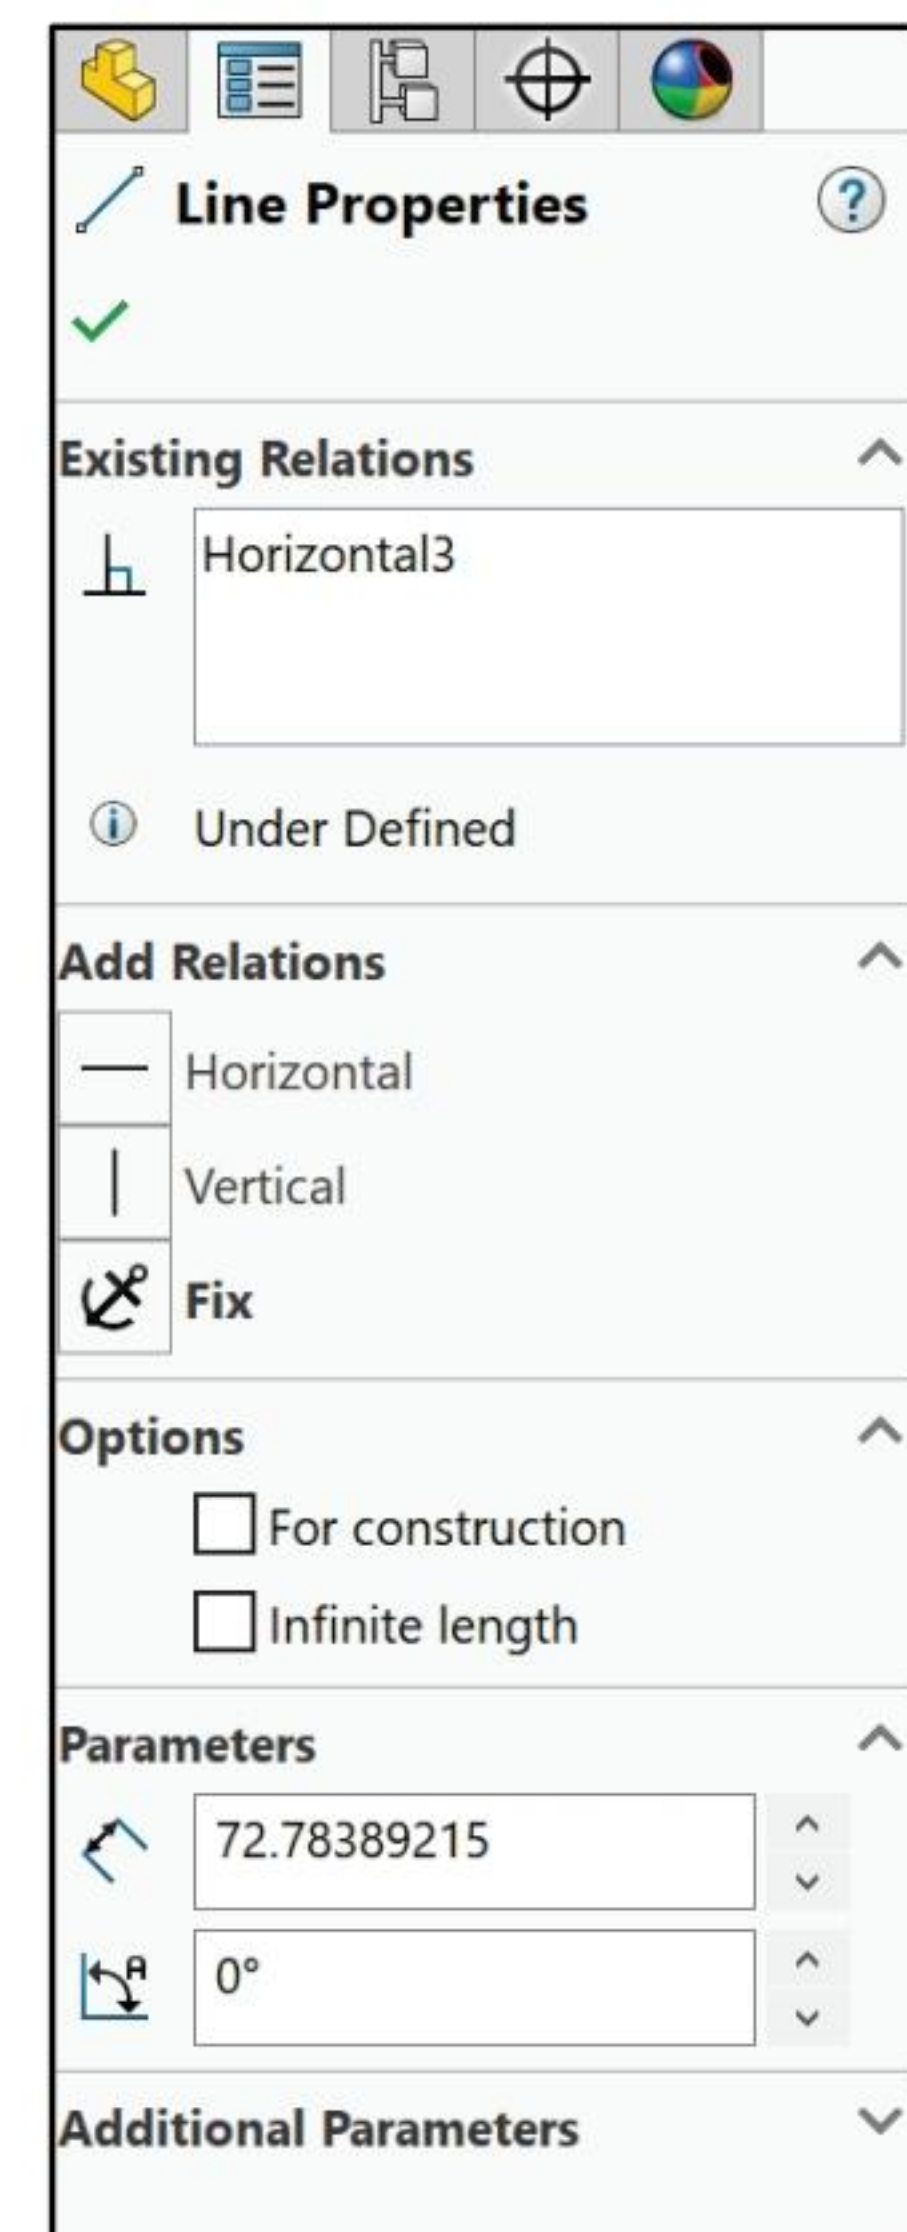 Line Properties
?
Existing Relations
Horizontal3
i Under Defined
Add Relations
Horizontal
Vertical
Fix
Options
For construction
Infinite length
Parameters
72.78389215
A
0°
Additional Parameters